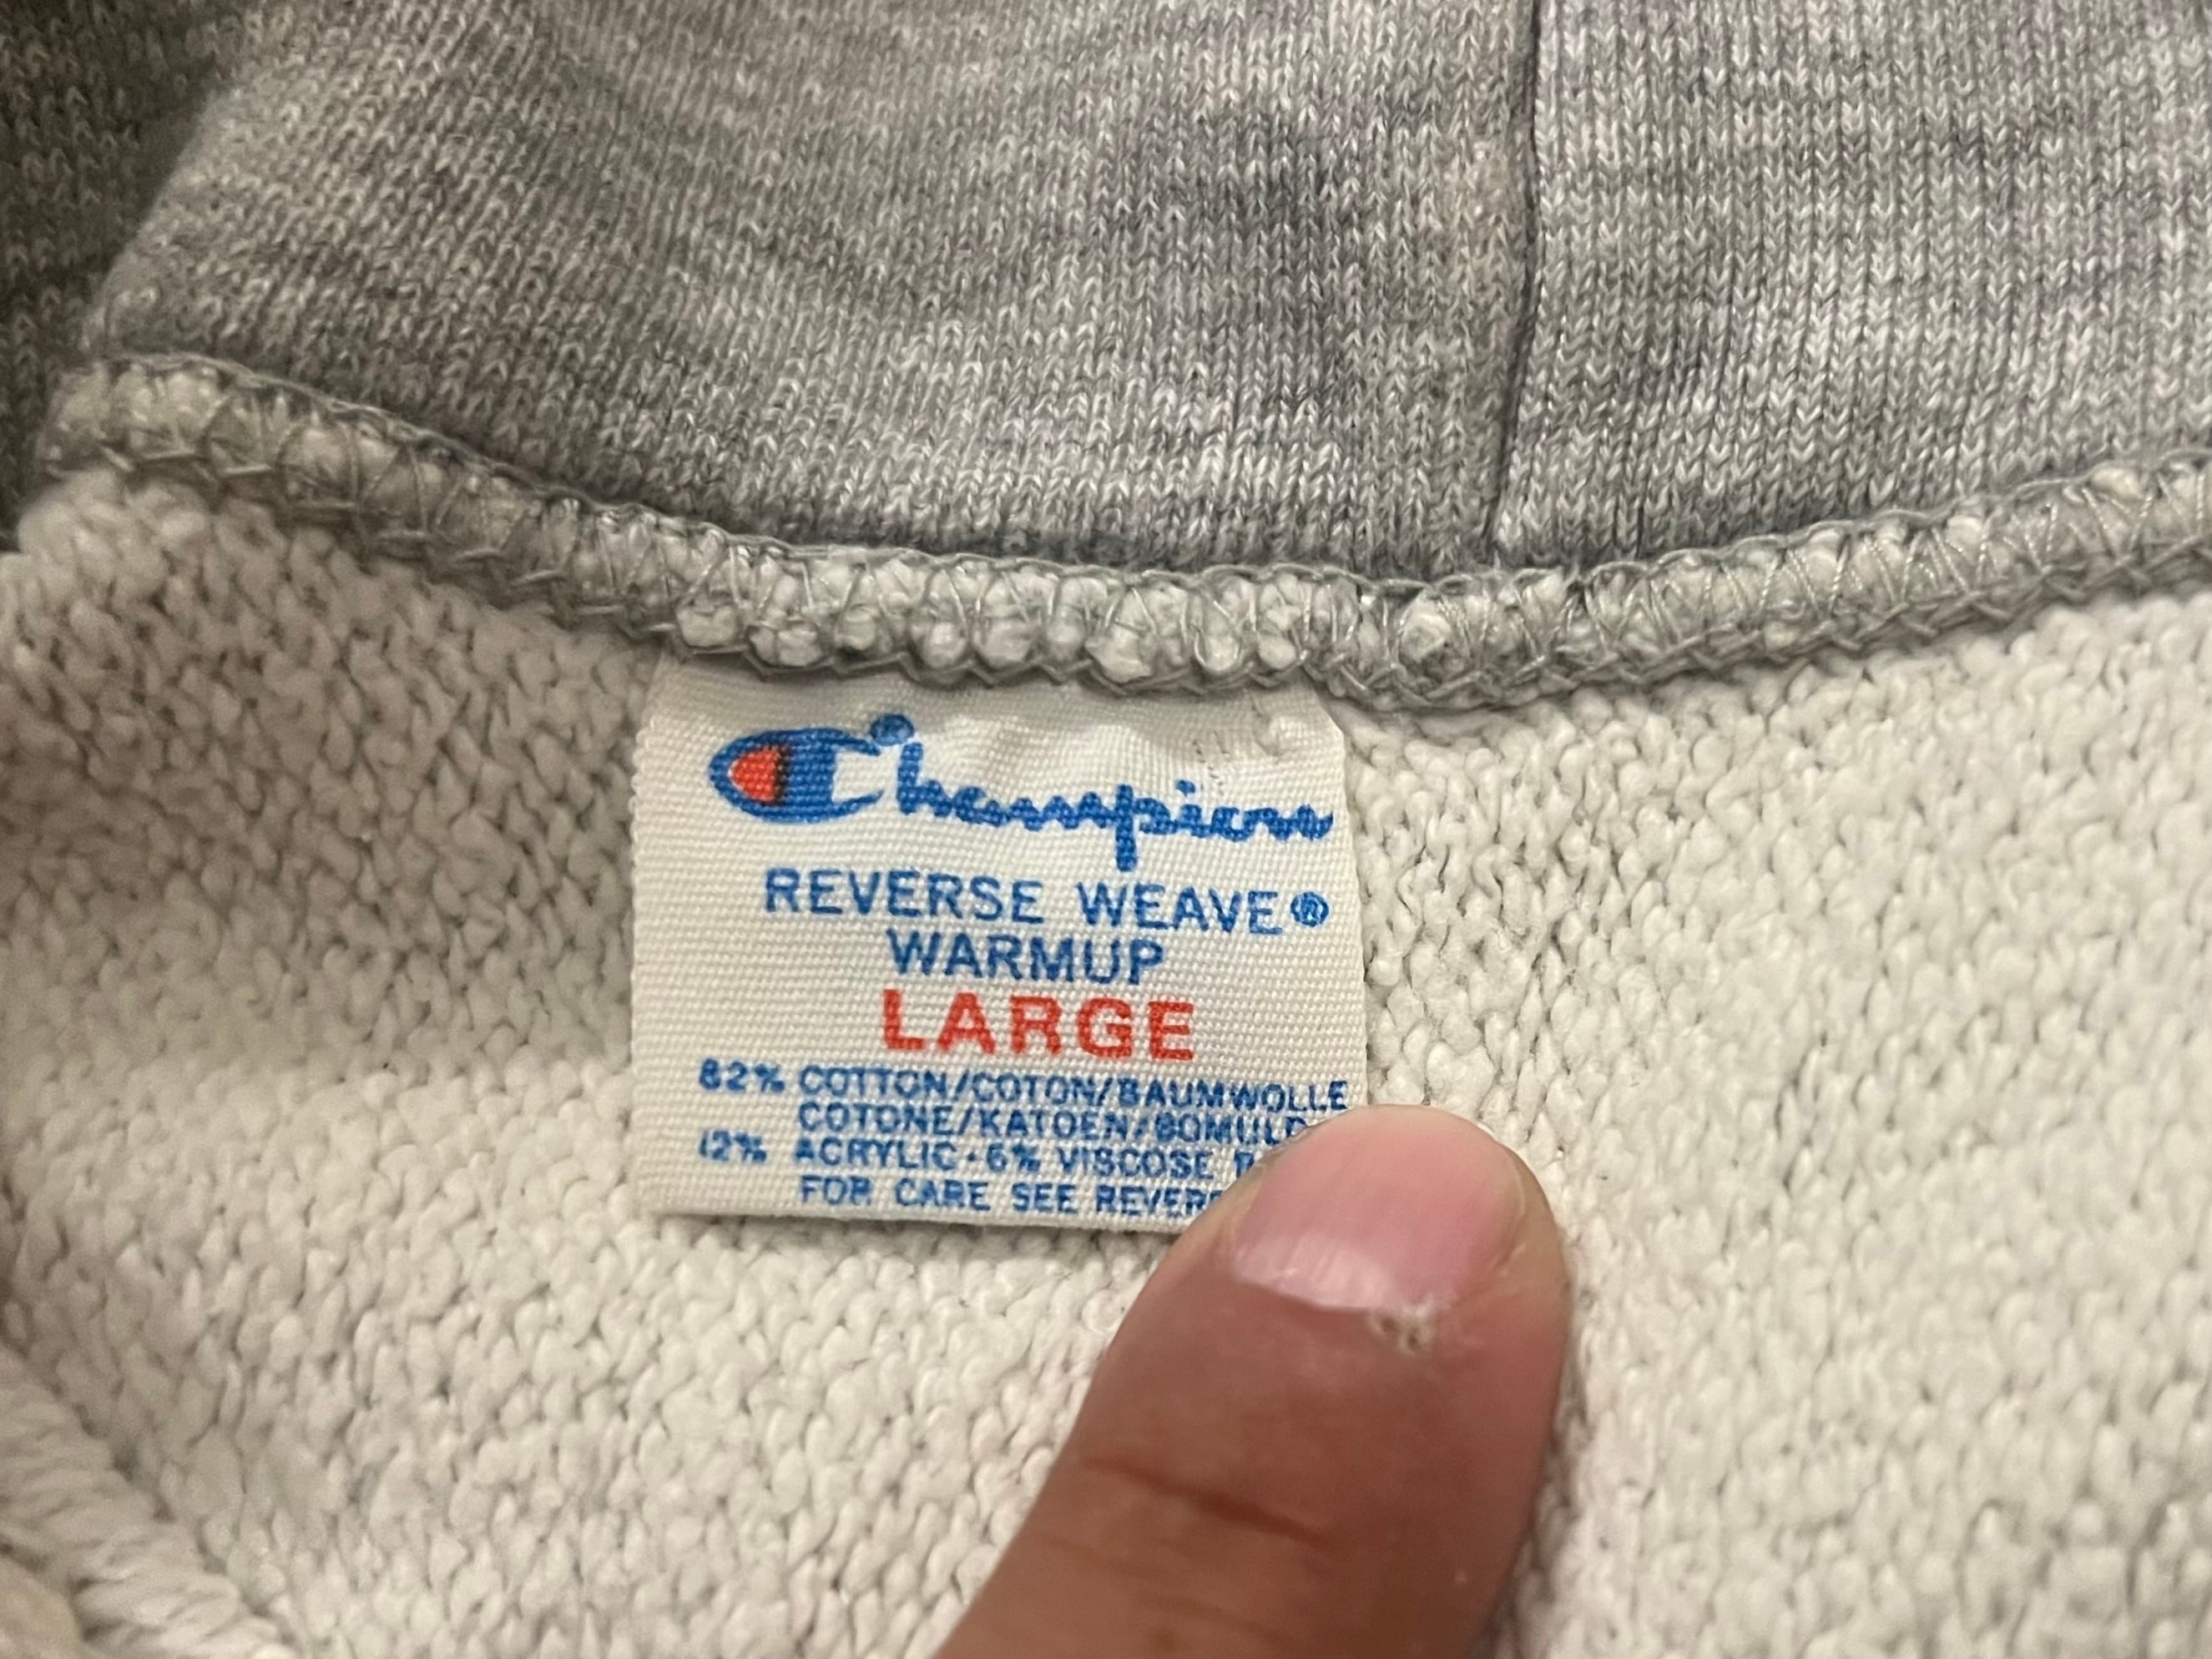 Champion®
REVERSE WEAVE®
WARMUP
LARGE
82% COTTON/COTON/BAUMWOLLE
COTONE/KATOEN/BOMULD
12% ACRYLIC•6% VISCOSE
FOR CARE SEE